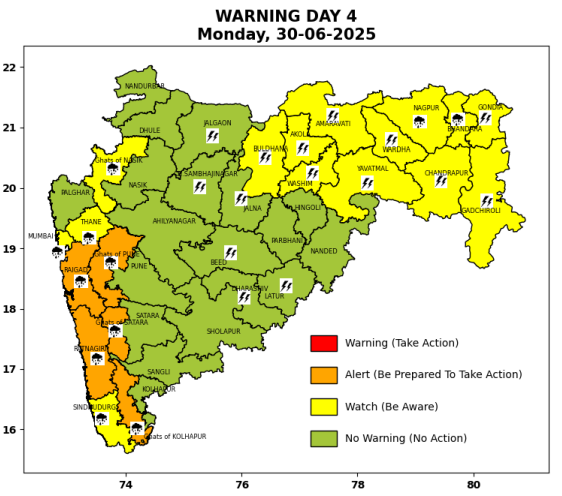 WARNING DAY 4
Monday, 30-06-2025
22
21
20
19
18
17
16
74
76
78
80
NANDURBAR
DHULE
JALGAON
Ghats of NASIK
NASIK
SAMBHAJINAGAR
BULDHANA
AKOLA
AMARAVATI
WASHIM
WARDHA
NAGPUR
BHANDARA
GONDIA
YAVATMAL
CHANDRAPUR
GADCHIROLI
PALGHAR
THANE
MUMBAI
AHILYANAGAR
JALNA
HINGOLI
PARBHANI
NANDED
BEED
Ghats of PUNE
PUNE
RAIGAD
DHARASHIV
LATUR
SATARA
Ghats of SATARA
SHOLAPUR
RATNAGIRI
SANGLI
KOLHAPUR
SINDHUDURG
Ghats of KOLHAPUR
Warning (Take Action)
Alert (Be Prepared To Take Action)
Watch (Be Aware)
No Warning (No Action)